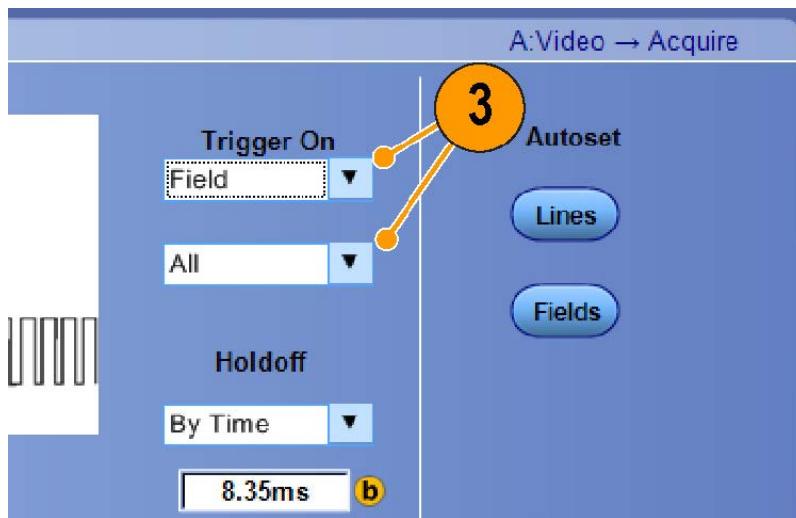 A:Video → Acquire
3
Trigger On
Field
All
Holdoff
By Time
8.35ms
b
Autoset
Lines
Fields